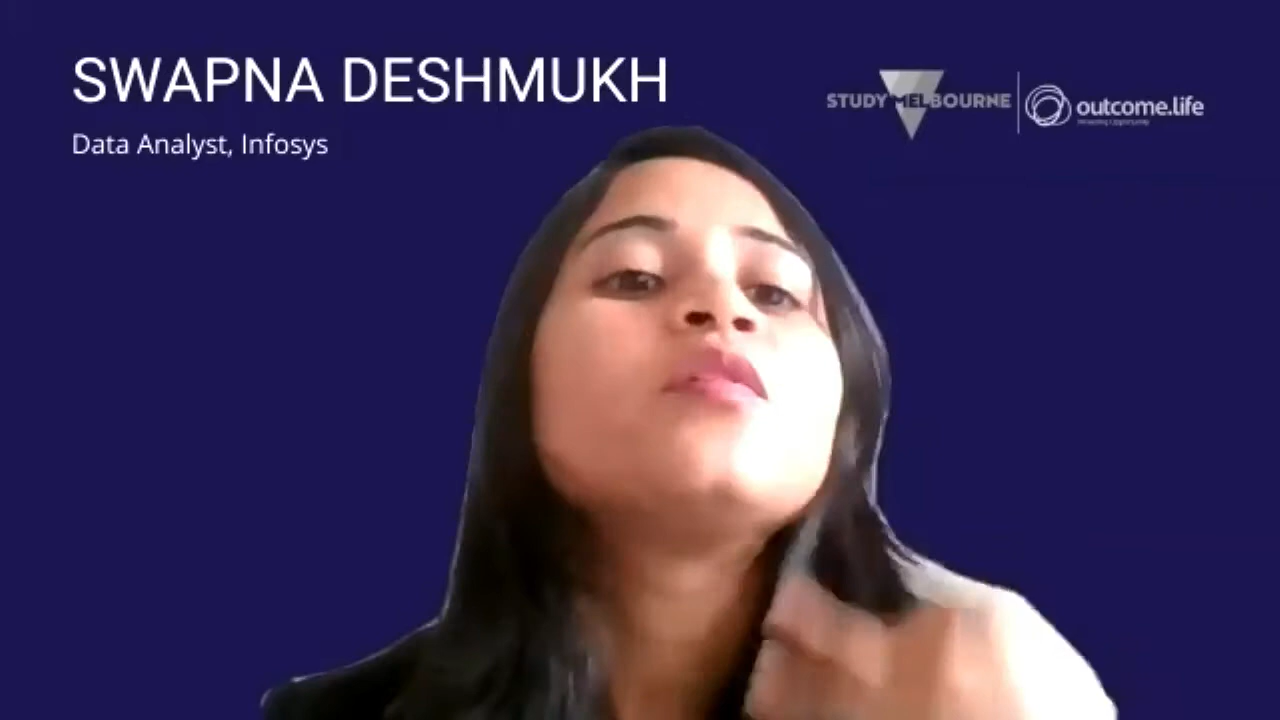 SWAPNA DESHMUKH
Data Analyst, Infosys
STUDY MELBOURNE
outcome.life